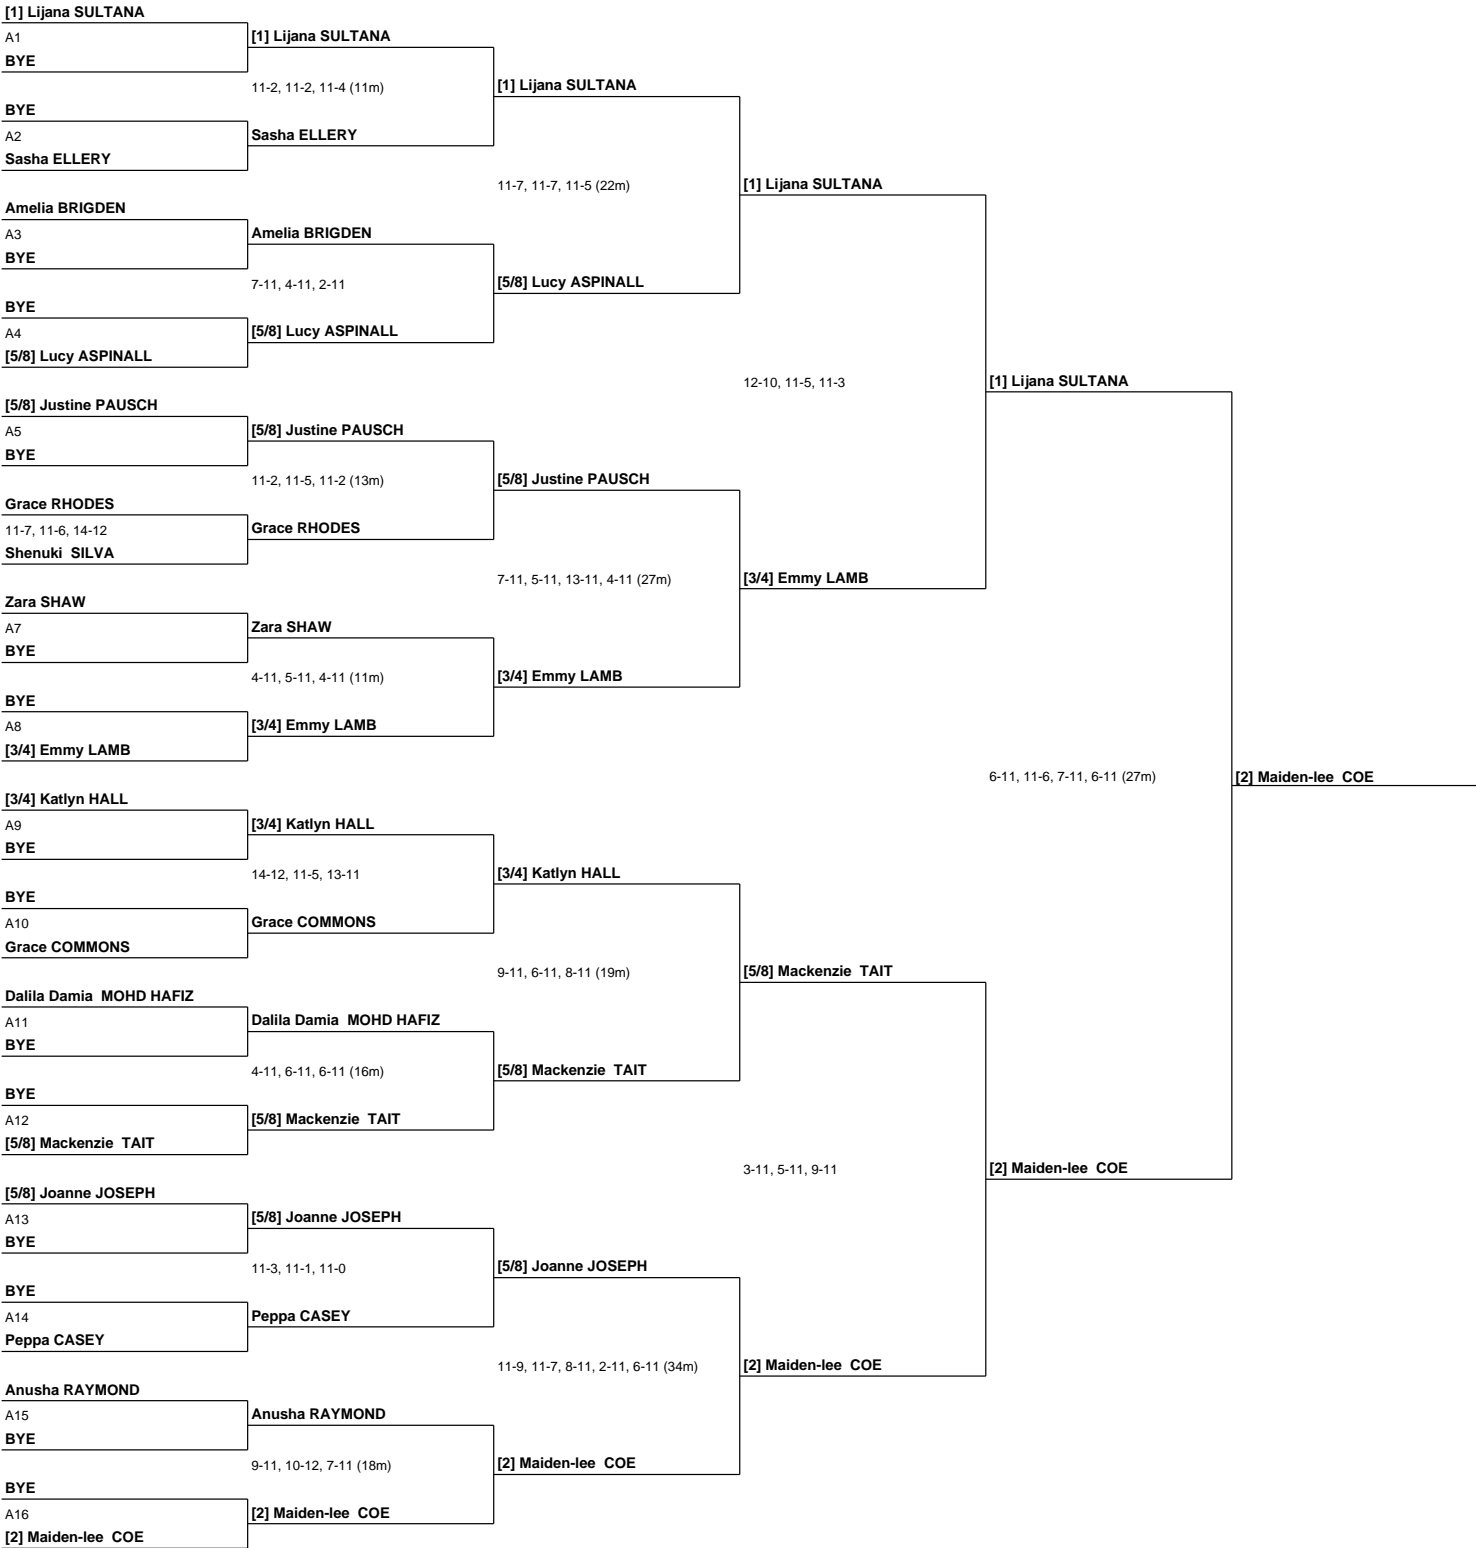 [1] Lijana SULTANA
A1
BYE
BYE
A2
Sasha ELLERY
Amelia BRIGDEN
A3
BYE
BYE
A4
[5/8] Lucy ASPINALL
[5/8] Justine PAUSCH
A5
BYE
Grace RHODES
11-7, 11-6, 14-12
Shenuki  SILVA
Zara SHAW
A7
BYE
BYE
A8
[3/4] Emmy LAMB
[3/4] Katlyn HALL
A9
BYE
BYE
A10
Grace COMMONS
Dalila Damia  MOHD HAFIZ
A11
BYE
BYE
A12
[5/8] Mackenzie  TAIT
[5/8] Joanne JOSEPH
A13
BYE
BYE
A14
Peppa CASEY
Anusha RAYMOND
A15
BYE
BYE
A16
[2] Maiden-lee  COE
[1] Lijana SULTANA
11-2, 11-2, 11-4 (11m)
Sasha ELLERY
Amelia BRIGDEN
7-11, 4-11, 2-11
[5/8] Lucy ASPINALL
[5/8] Justine PAUSCH
11-2, 11-5, 11-2 (13m)
Grace RHODES
Zara SHAW
4-11, 5-11, 4-11 (11m)
[3/4] Emmy LAMB
[3/4] Katlyn HALL
14-12, 11-5, 13-11
Grace COMMONS
Dalila Damia  MOHD HAFIZ
4-11, 6-11, 6-11 (16m)
[5/8] Mackenzie  TAIT
[5/8] Joanne JOSEPH
11-3, 11-1, 11-0
Peppa CASEY
Anusha RAYMOND
9-11, 10-12, 7-11 (18m)
[2] Maiden-lee  COE
[1] Lijana SULTANA
11-7, 11-7, 11-5 (22m)
[5/8] Lucy ASPINALL
[5/8] Justine PAUSCH
7-11, 5-11, 13-11, 4-11 (27m)
[3/4] Emmy LAMB
[3/4] Katlyn HALL
9-11, 6-11, 8-11 (19m)
[5/8] Mackenzie  TAIT
[5/8] Joanne JOSEPH
11-9, 11-7, 8-11, 2-11, 6-11 (34m)
[2] Maiden-lee  COE
[1] Lijana SULTANA
12-10, 11-5, 11-3
[3/4] Emmy LAMB
[5/8] Mackenzie  TAIT
3-11, 5-11, 9-11
[2] Maiden-lee  COE
[1] Lijana SULTANA
6-11, 11-6, 7-11, 6-11 (27m)
[2] Maiden-lee  COE
[2] Maiden-lee  COE